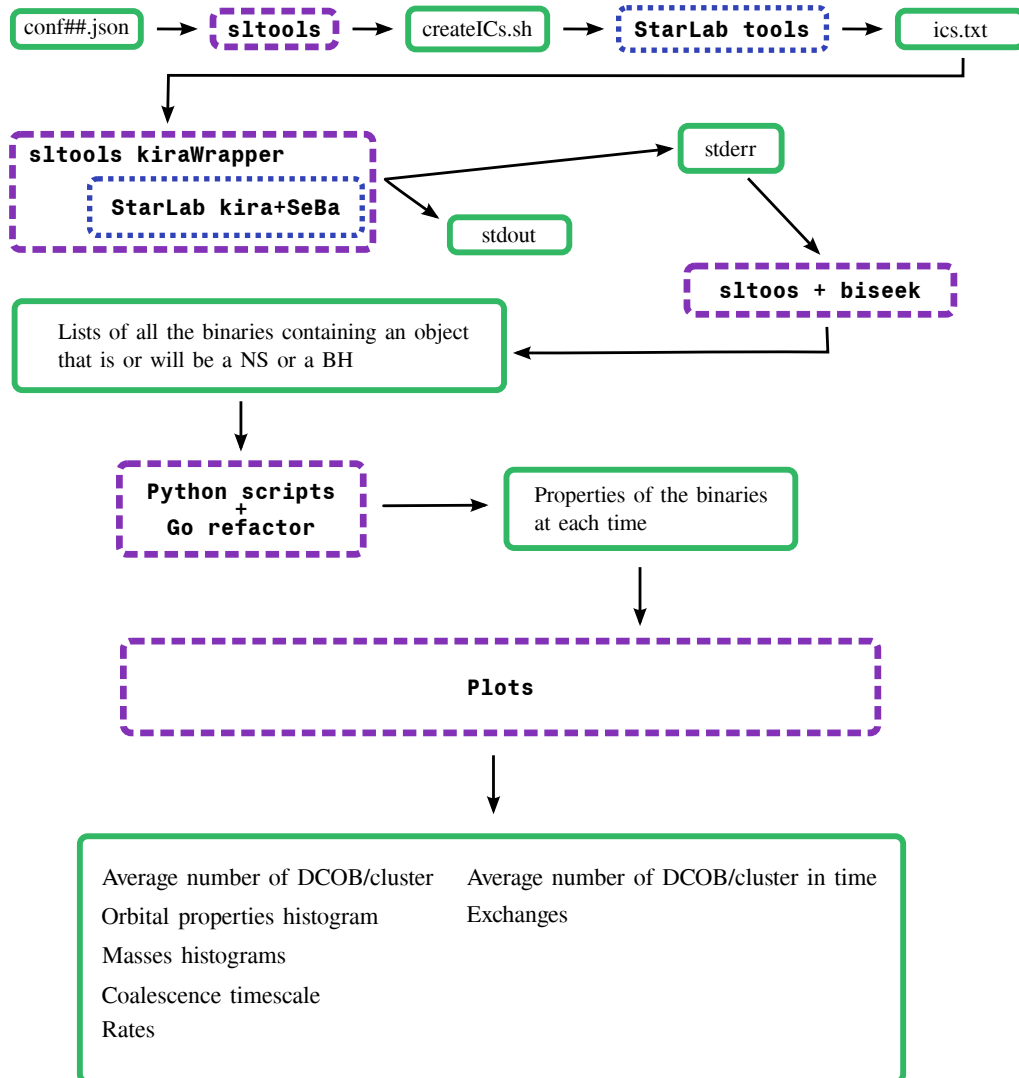 conf##.json
sltools
createICs.sh
StarLab tools
ics.txt
sltools kiraWrapper
StarLab kira+SeBa
stderr
stdout
sltoos + biseek
Lists of all the binaries containing an object
that is or will be a NS or a BH
Python scripts
+
Go refactor
Properties of the binaries
at each time
Plots
Average number of DCOB/cluster
Orbital properties histogram
Masses histograms
Coalescence timescale
Rates
Average number of DCOB/cluster in time
Exchanges